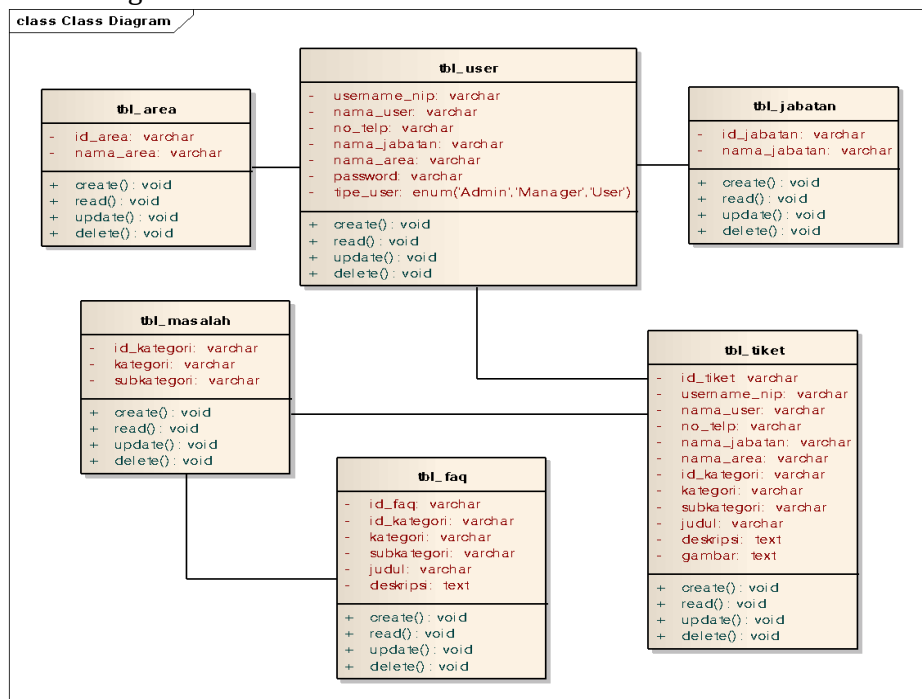 class Class Diagram
tbl_user
- username_nip: varchar
- nama_user: varchar
- no_telp: varchar
- nama_jabatan: varchar
- nama_area: varchar
- password: varchar
- tipe_user: enum('Admin','Manager','User')
+ create() : void
+ read() : void
+ update() : void
+ delete() : void
tbl_area
- id_area: varchar
- nama_area: varchar
+ create() : void
+ read() : void
+ update() : void
+ delete() : void
tbl_jabatan
- id_jabatan: varchar
- nama_jabatan: varchar
+ create() : void
+ read() : void
+ update() : void
+ delete() : void
tbl_masalah
- id_kategori: varchar
- kategori: varchar
- subkategori: varchar
+ create() : void
+ read() : void
+ update() : void
+ delete() : void
tbl_tiket
- id_tiket varchar
- username_nip: varchar
- nama_user: varchar
- no_telp: varchar
- nama_jabatan: varchar
- nama_area: varchar
- id_kategori: varchar
- kategori: varchar
- subkategori: varchar
- judul: varchar
- deskripsi: text
- gambar: text
+ create() : void
+ read() : void
+ update() : void
+ delete() : void
tbl_faq
- id_faq: varchar
- id_kategori: varchar
- kategori: varchar
- subkategori: varchar
- judul: varchar
- deskripsi: text
+ create() : void
+ read() : void
+ update() : void
+ delete() : void